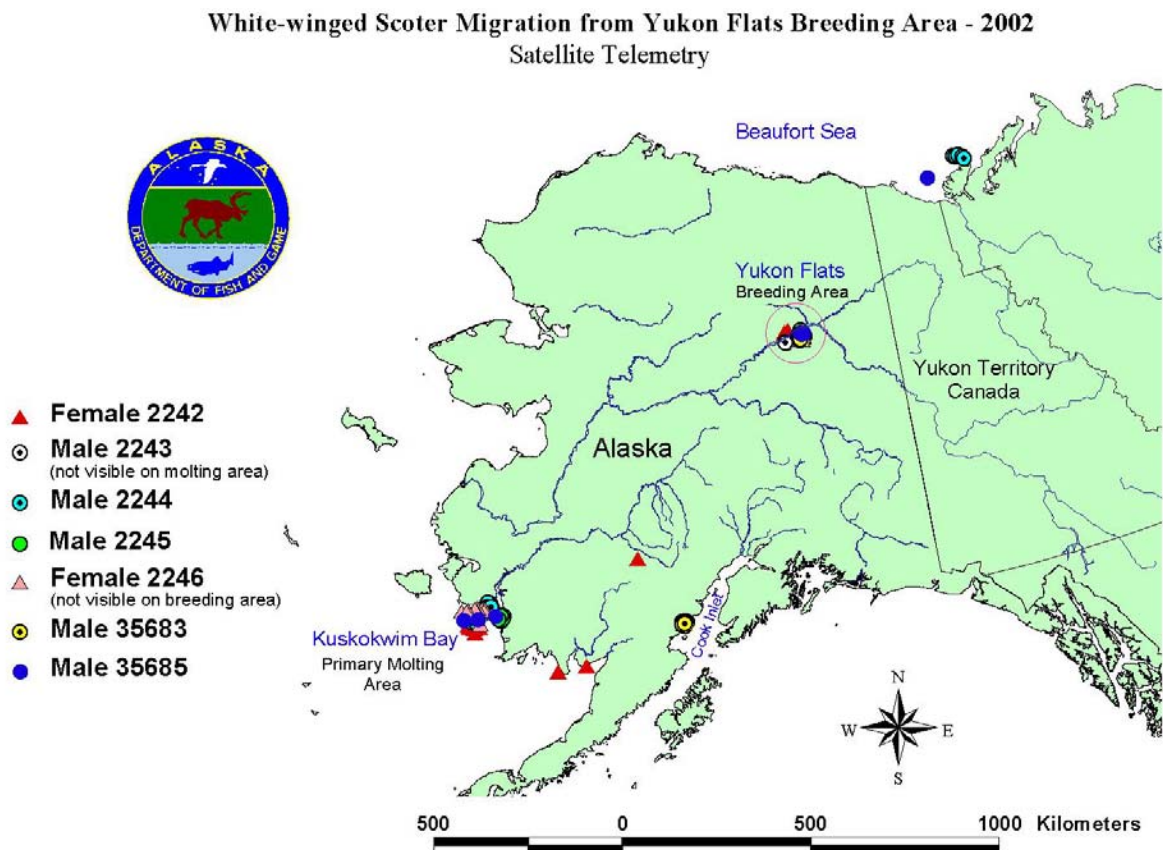 White-winged Scoter Migration from Yukon Flats Breeding Area - 2002
Satellite Telemetry
ALASKA
DEPARTMENT OF FISH AND GAME
Beaufort Sea
Yukon Flats
Breeding Area
Yukon Territory
Canada
Alaska
Female 2242
Male 2243
(not visible on molting area)
Male 2244
Male 2245
Female 2246
(not visible on breeding area)
Male 35683
Male 35685
Kuskokwim Bay
Primary Molting
Area
Cook Inlet
N
W E
S
500 0 500 1000 Kilometers